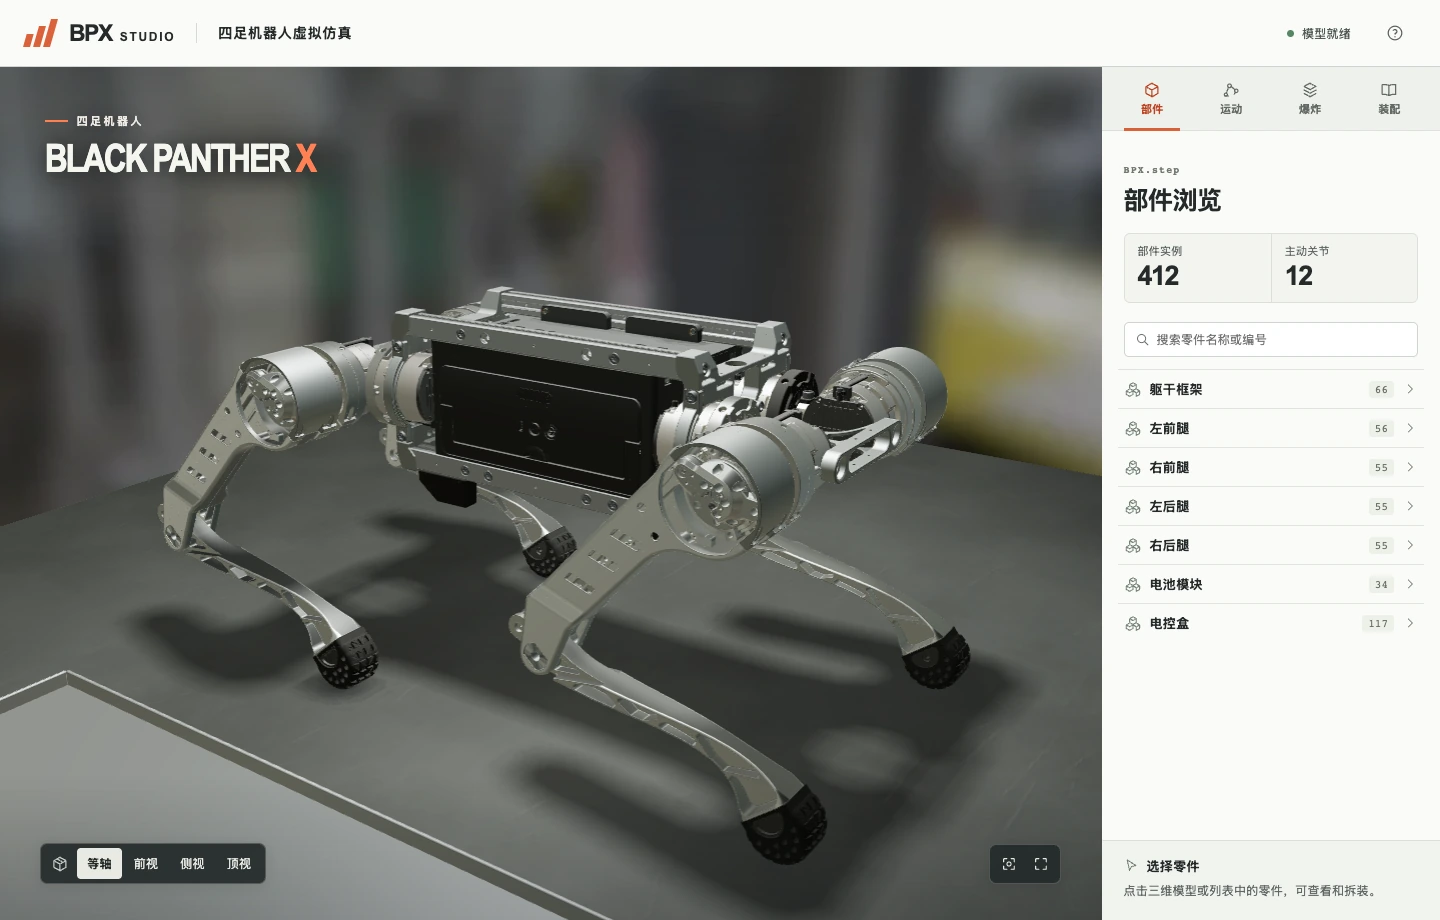 BPX STUDIO
四足机器人虚拟仿真
模型就绪
四足机器人
BLACK PANTHER X
部件
运动
爆炸
装配
BPX.step
部件浏览
部件实例
412
主动关节
12
搜索零件名称或编号
躯干框架 66
左前腿 56
右前腿 55
左后腿 55
右后腿 55
电池模块 34
电控盒 117
等轴
前视
侧视
顶视
选择零件
点击三维模型或列表中的零件，可查看和拆装。